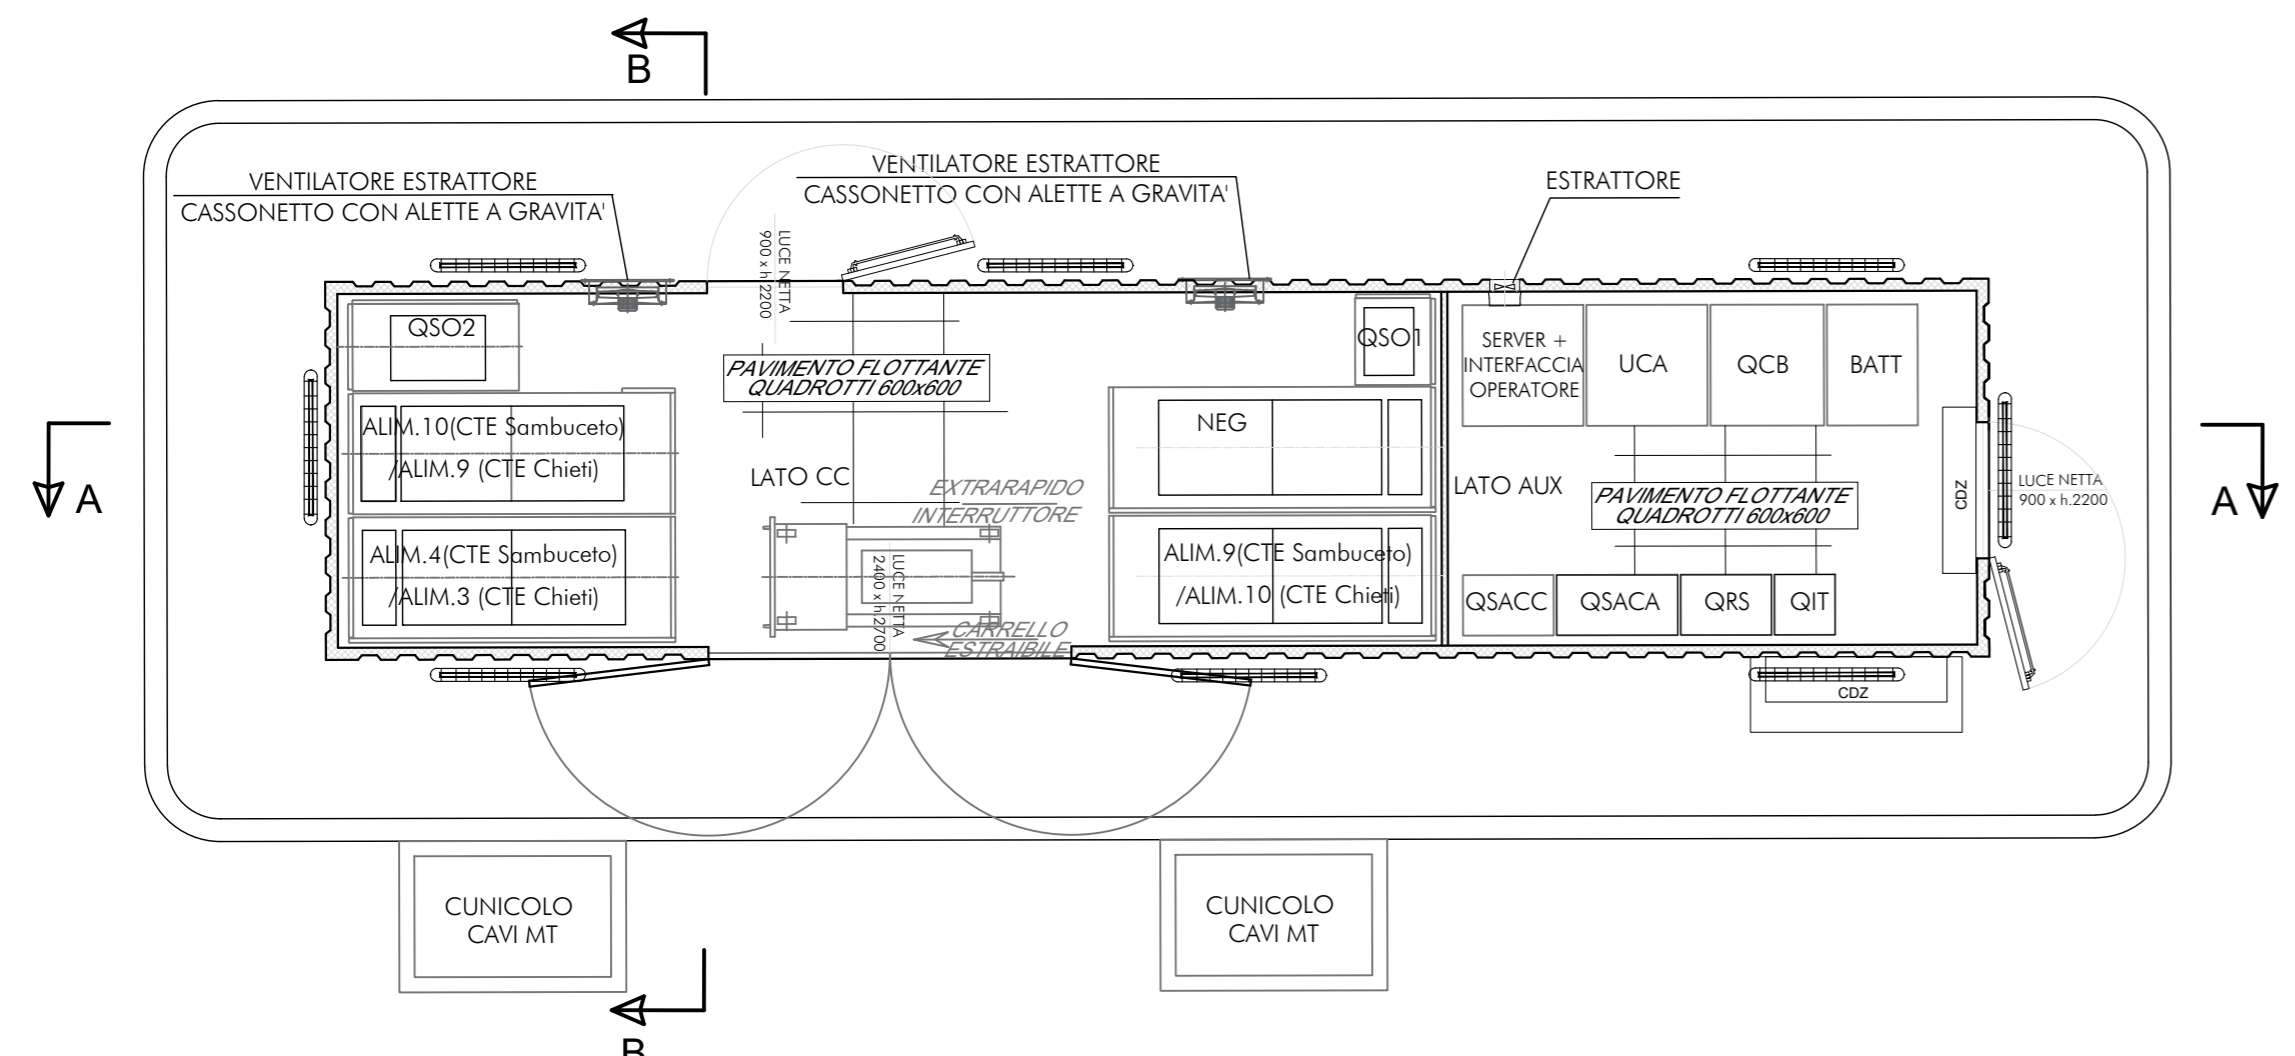 B
VENTILATORE ESTRATTORE
CASSONETTO CON ALETTE A GRAVITA'
VENTILATORE ESTRATTORE
CASSONETTO CON ALETTE A GRAVITA'
ESTRATTORE
LUCE NETTA
900 x h.2200
QSO2
PAVIMENTO FLOTTANTE
QUADROTTI 600x600
QSO1
SERVER +
INTERFACCIA
OPERATORE
UCA
QCB
BATT
ALIM.10(CTE Sambuceto)
/ALIM.9 (CTE Chieti)
NEG
LATO CC
EXTRARAPIDO
INTERRUTTORE
LATO AUX
PAVIMENTO FLOTTANTE
QUADROTTI 600x600
CDZ
LUCE NETTA
900 x h.2200
A
A
ALIM.4(CTE Sambuceto)
/ALIM.3 (CTE Chieti)
LUCE NETTA
2400 x h.2700
CARRELLO
ESTRAIBILE
ALIM.9(CTE Sambuceto)
/ALIM.10 (CTE Chieti)
QSACC
QSACA
QRS
QIT
CDZ
CUNICOLO
CAVI MT
CUNICOLO
CAVI MT
B